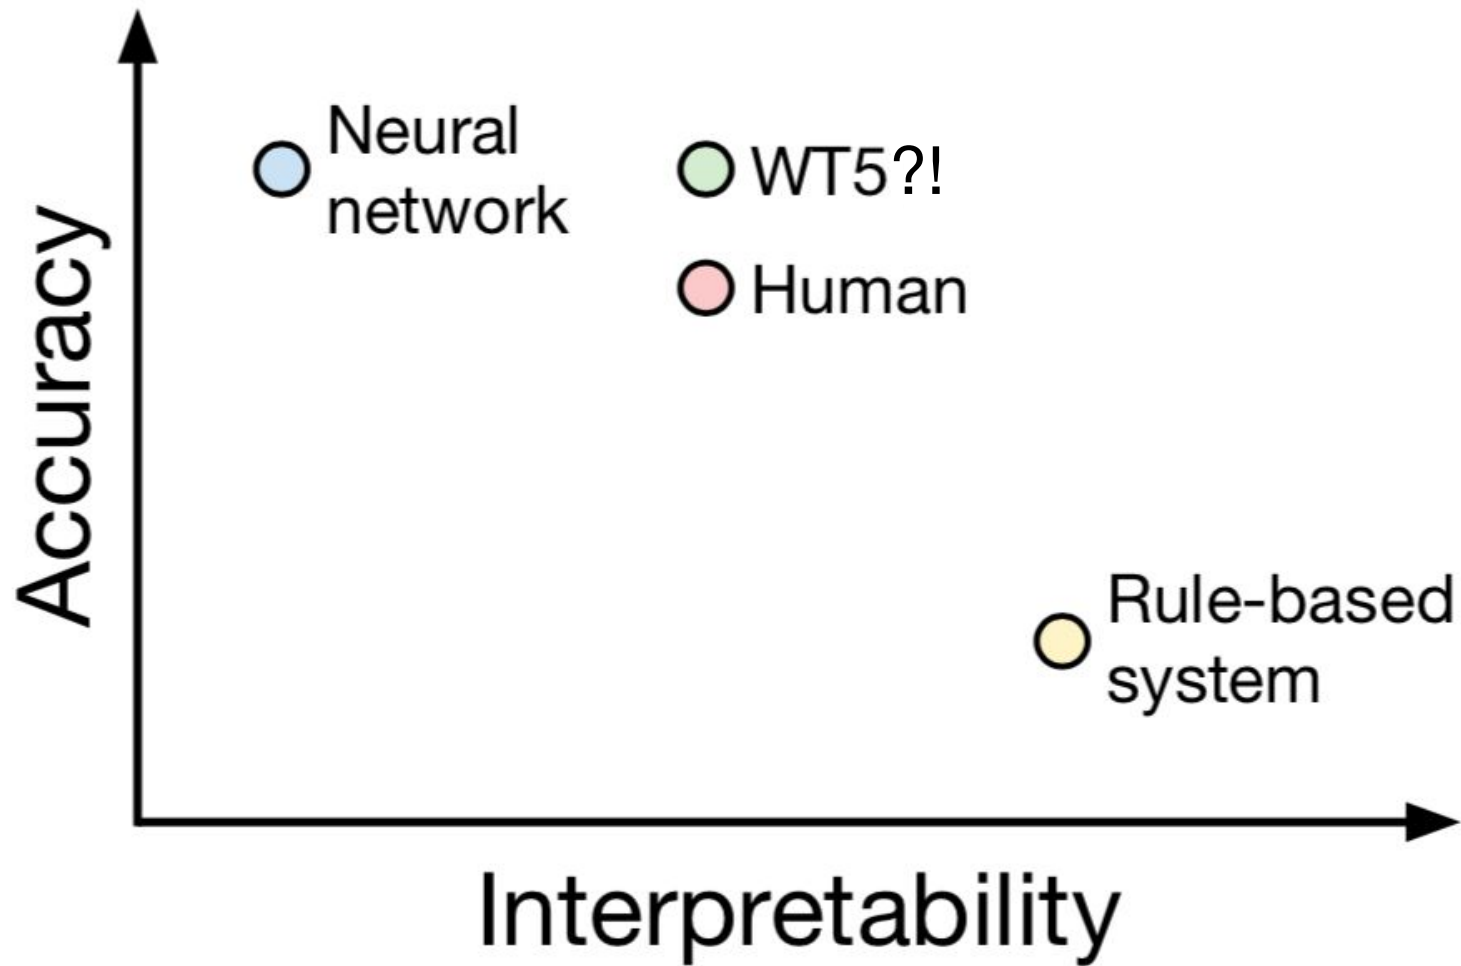 Neural
network
WT5?!
Human
Rule-based
system
Accuracy
Interpretability